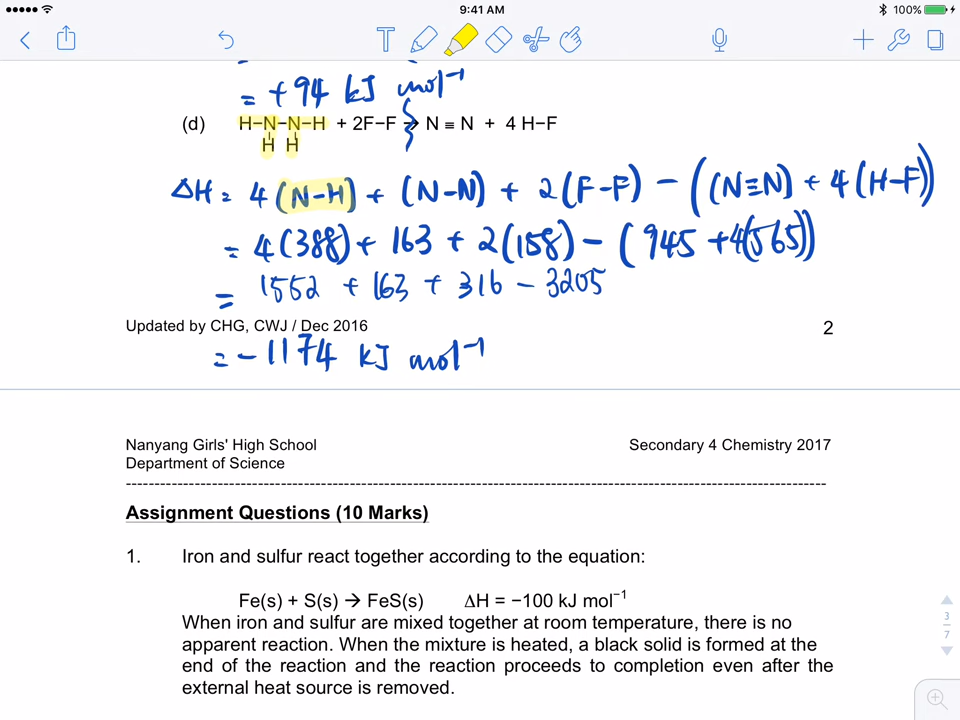 9:41 AM
100%
= +94 kJ mol⁻¹
(d) H−N−N−H + 2F−F → N ≡ N + 4 H−F
H H
ΔH = 4 (N−H) + (N−N) + 2(F−F) − ((N≡N) + 4(H−F))
= 4(388) + 163 + 2(158) − (945 + 4(565))
= 1552 + 163 + 316 − 3205
Updated by CHG, CWJ / Dec 2016 2
= −1174 kJ mol⁻¹
Nanyang Girls' High School Secondary 4 Chemistry 2017
Department of Science
Assignment Questions (10 Marks)
1. Iron and sulfur react together according to the equation:
Fe(s) + S(s) → FeS(s) ΔH = −100 kJ mol⁻¹
When iron and sulfur are mixed together at room temperature, there is no
apparent reaction. When the mixture is heated, a black solid is formed at the
end of the reaction and the reaction proceeds to completion even after the
external heat source is removed.
3
7